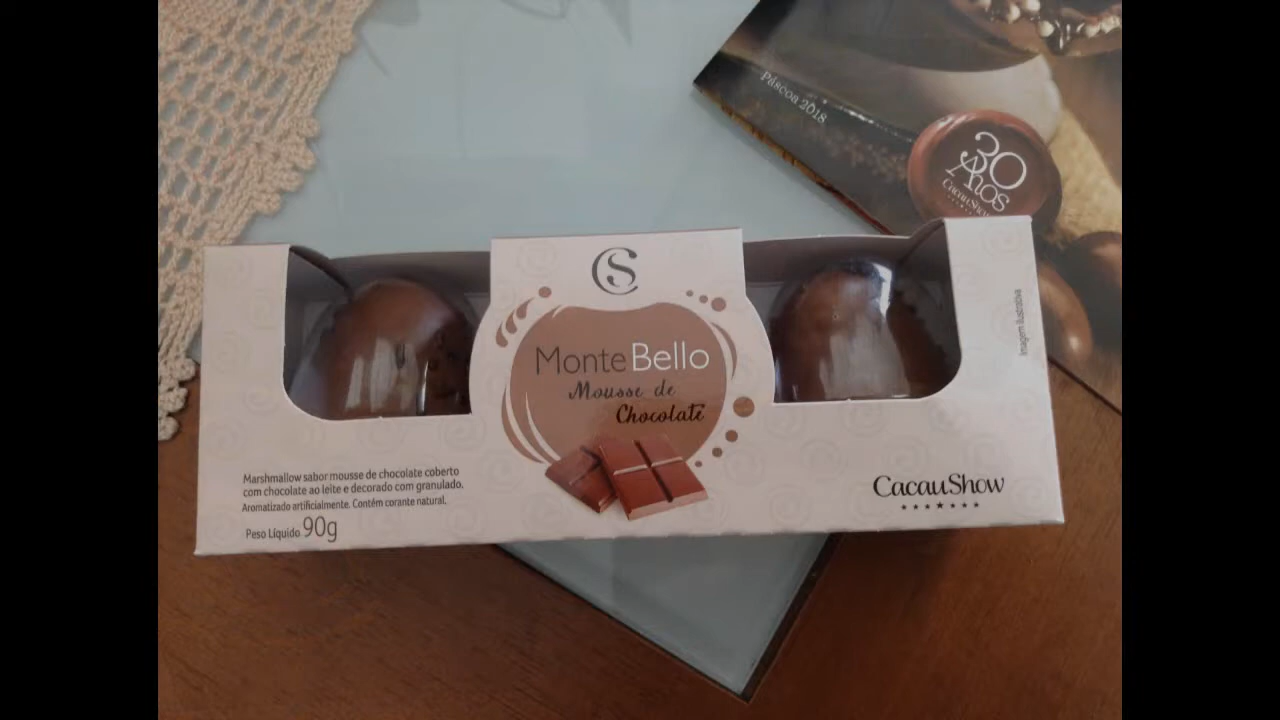 Páscoa 2018
30
Anos
CacauShow
CS
MonteBello
Mousse de
Chocolate
Imagem ilustrativa
Marshmallow sabor mousse de chocolate coberto
com chocolate ao leite e decorado com granulado.
Aromatizado artificialmente. Contém corante natural.
Peso Líquido 90g
CacauShow